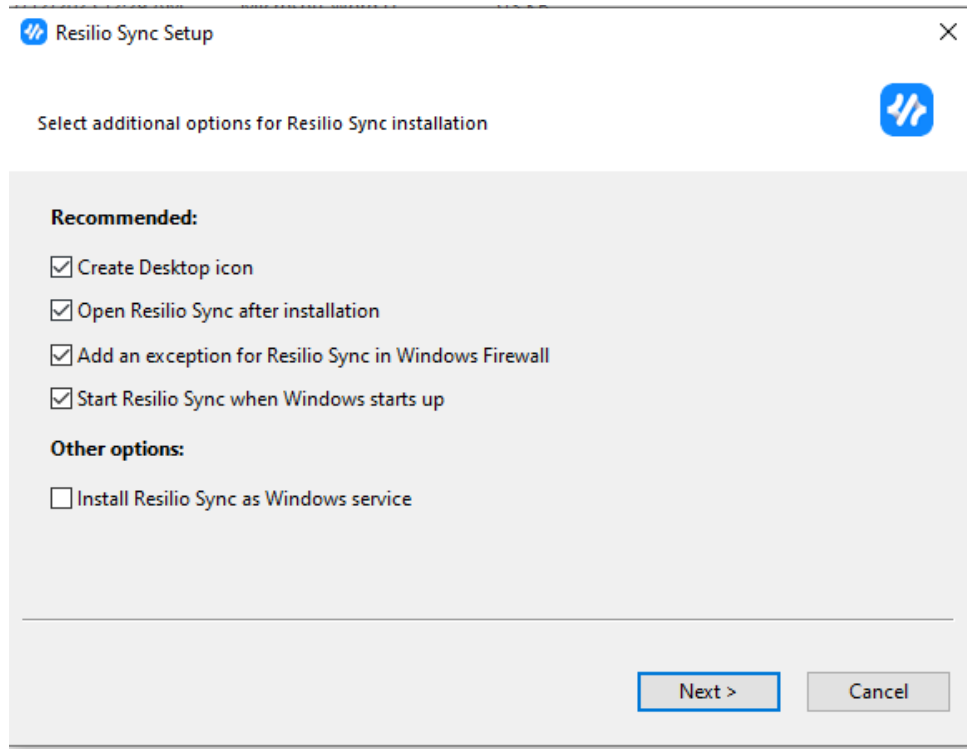 Resilio Sync Setup
Select additional options for Resilio Sync installation
Recommended:
Create Desktop icon
Open Resilio Sync after installation
Add an exception for Resilio Sync in Windows Firewall
Start Resilio Sync when Windows starts up
Other options:
Install Resilio Sync as Windows service
Next >
Cancel